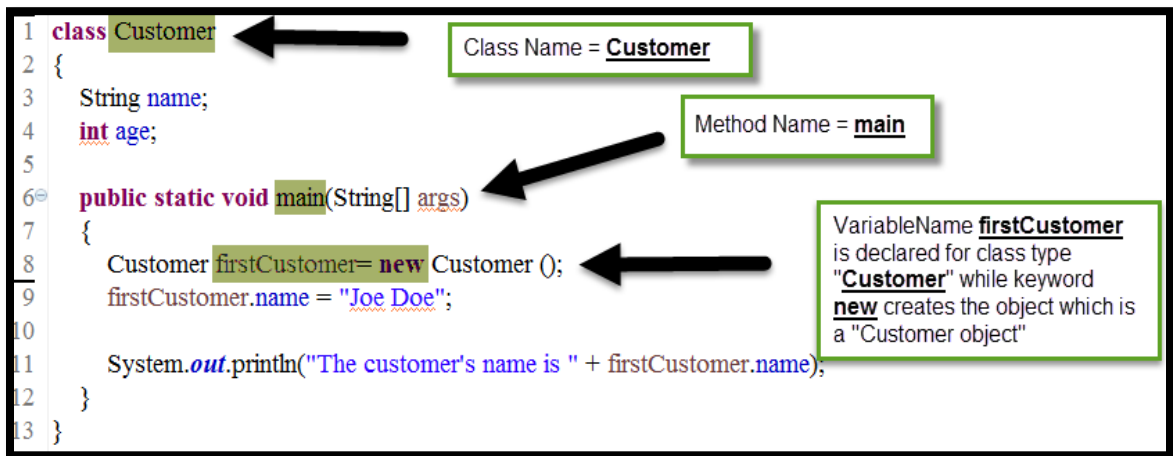 1 class Customer
Class Name = Customer
2 {
3 String name;
4 int age;
Method Name = main
5
6 public static void main(String[] args)
7 {
8 Customer firstCustomer= new Customer ();
9 firstCustomer.name = "Joe Doe";
VariableName firstCustomer
is declared for class type
"Customer" while keyword
new creates the object which is
a "Customer object"
10
11 System.out.println("The customer's name is " + firstCustomer.name);
12 }
13 }